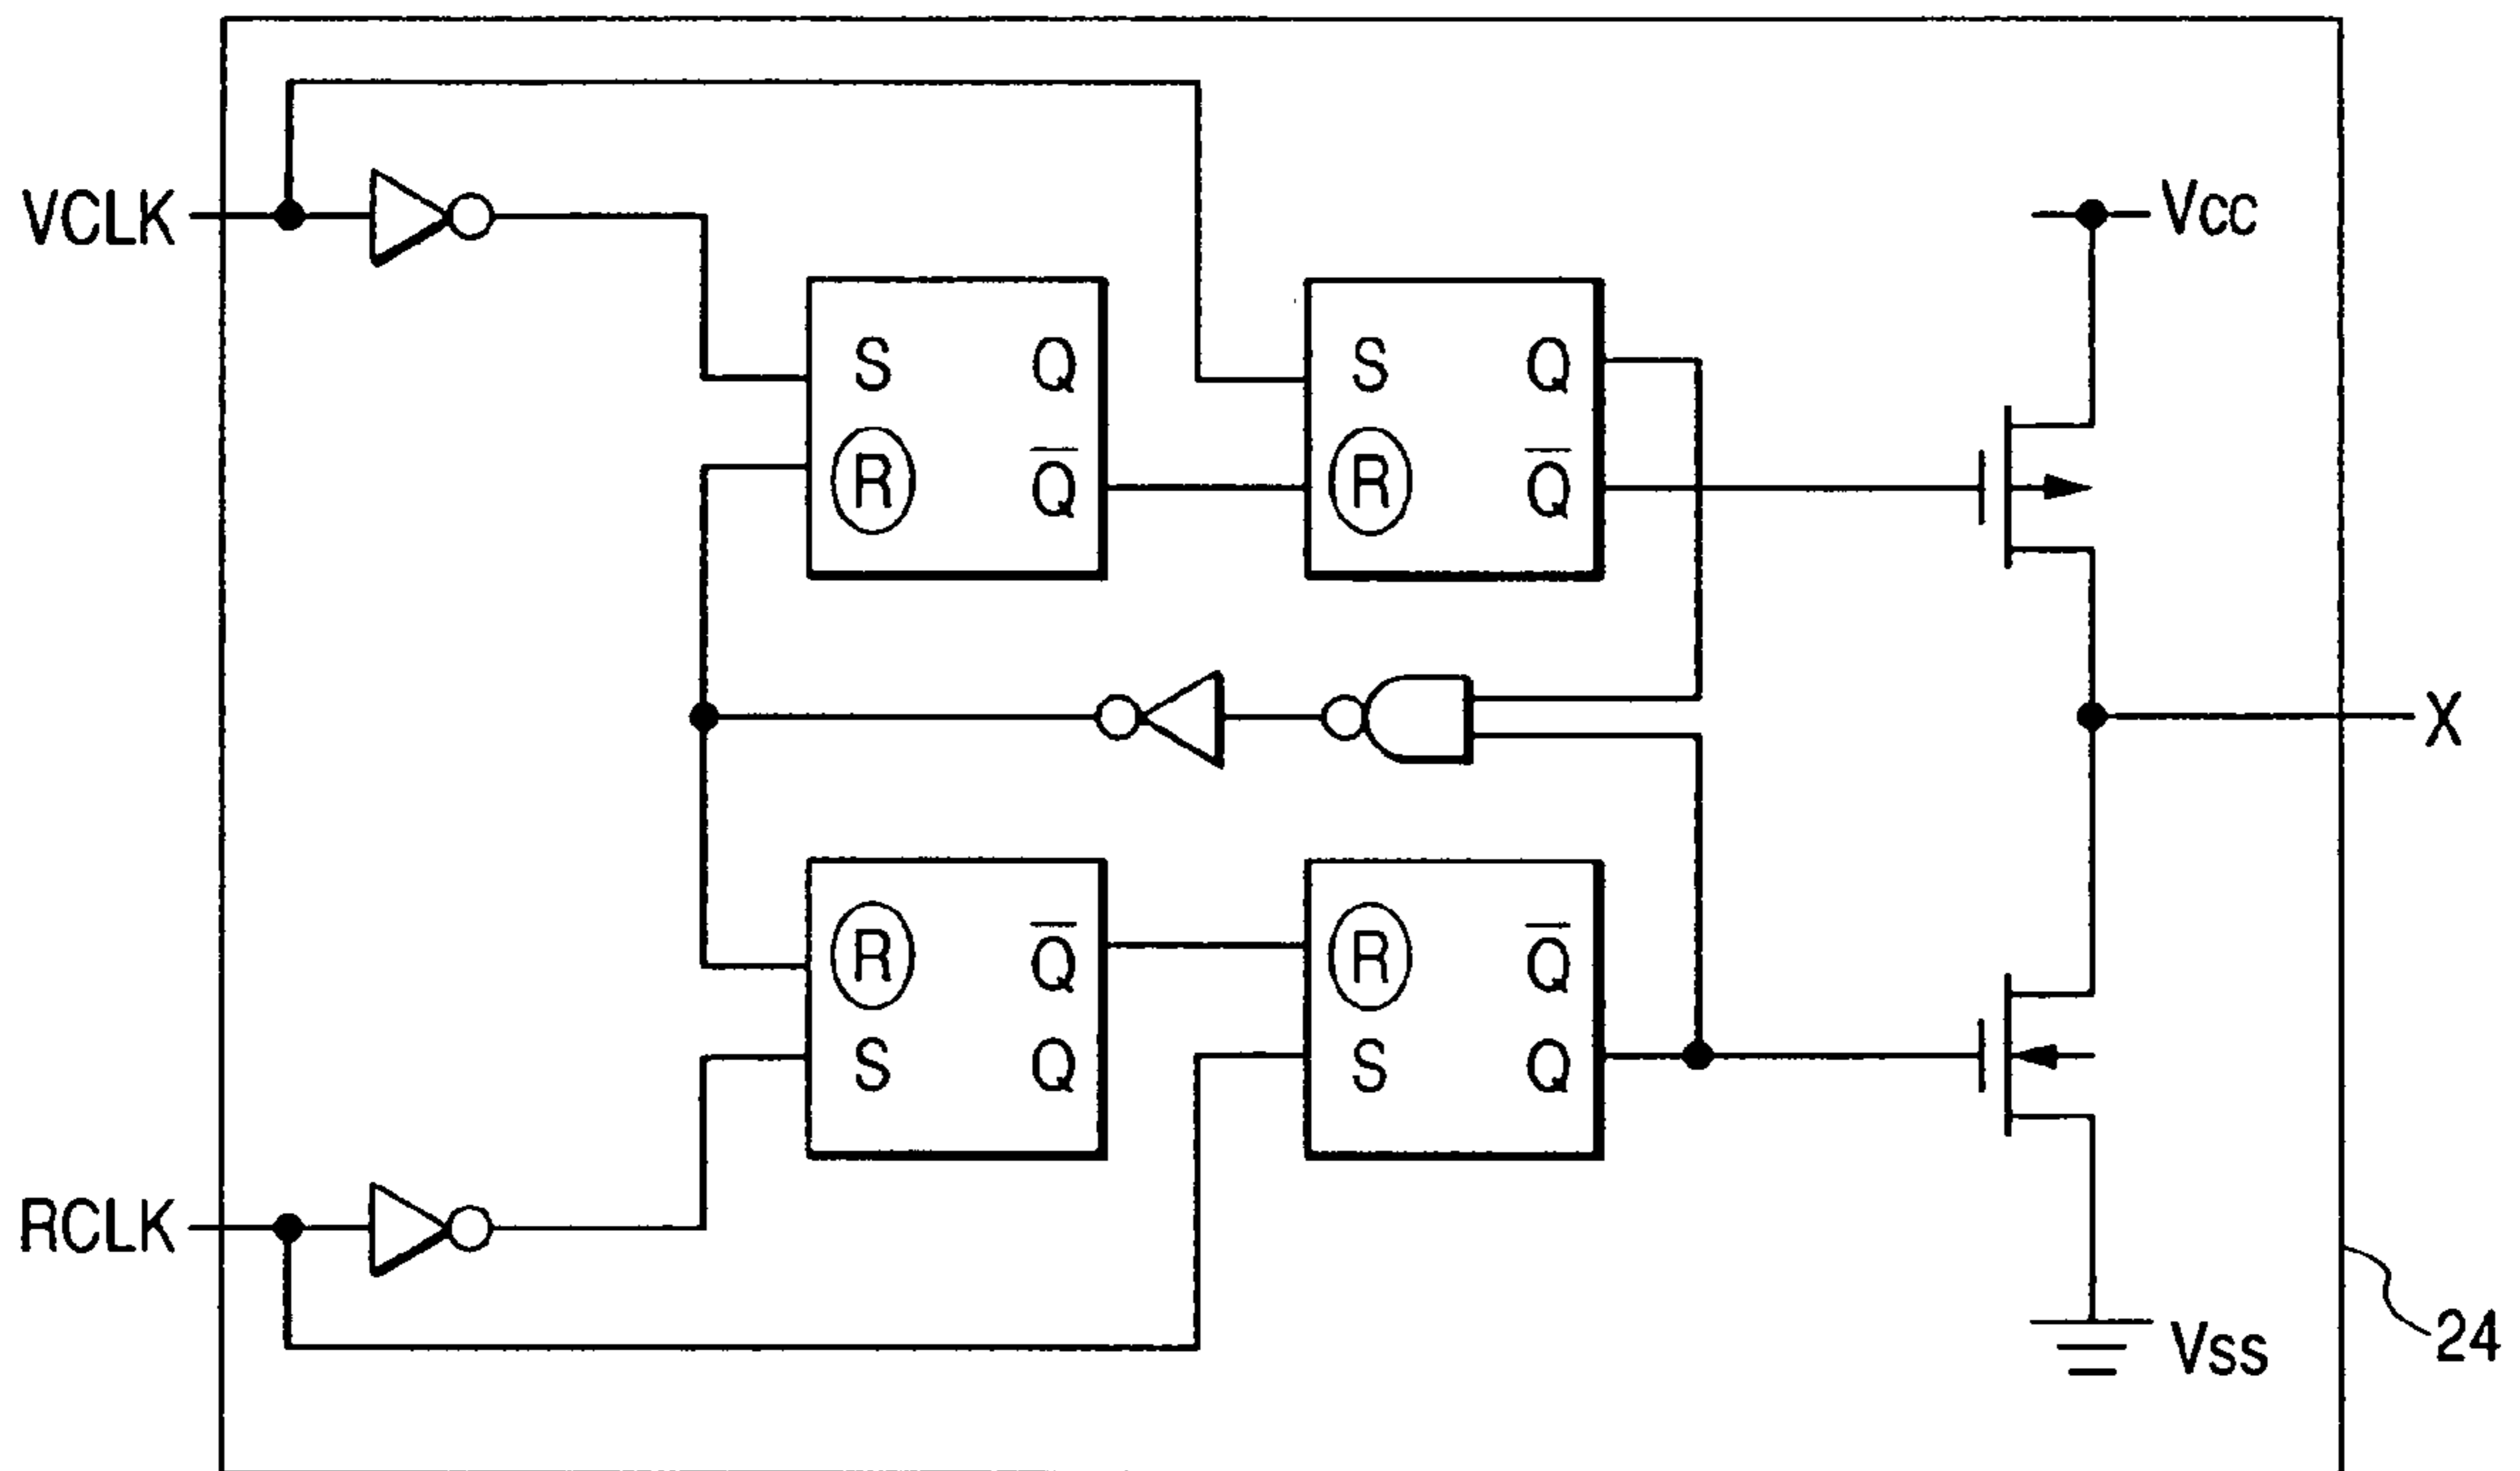 VCLK
Vcc
S Q S Q
R Q̅ R Q̅
X
R Q̅ R Q̅
S Q S Q
RCLK
Vss
24